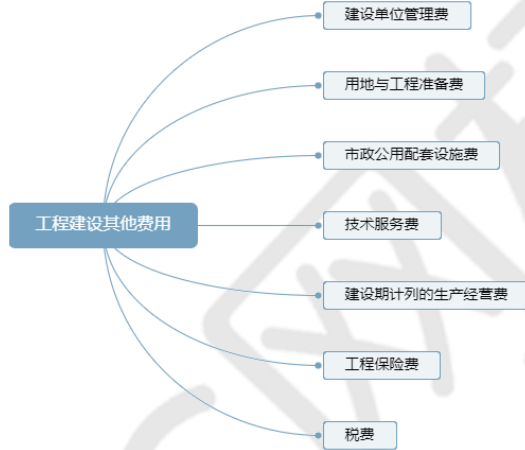 建设单位管理费
用地与工程准备费
市政公用配套设施费
工程建设其他费用
技术服务费
建设期计列的生产经营费
工程保险费
税费